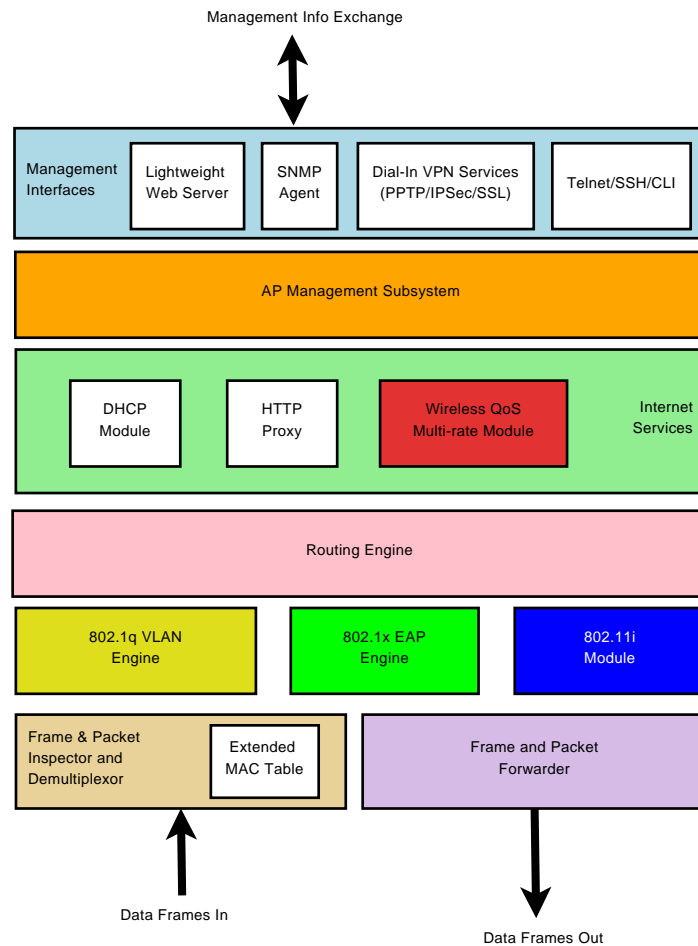 Management Info Exchange
Management
Interfaces
Lightweight
Web Server
SNMP
Agent
Dial-In VPN Services
(PPTP/IPSec/SSL)
Telnet/SSH/CLI
AP Management Subsystem
DHCP
Module
HTTP
Proxy
Wireless QoS
Multi-rate Module
Internet
Services
Routing Engine
802.1q VLAN
Engine
802.1x EAP
Engine
802.11i
Module
Frame & Packet
Inspector and
Demultiplexor
Extended
MAC Table
Frame and Packet
Forwarder
Data Frames In
Data Frames Out